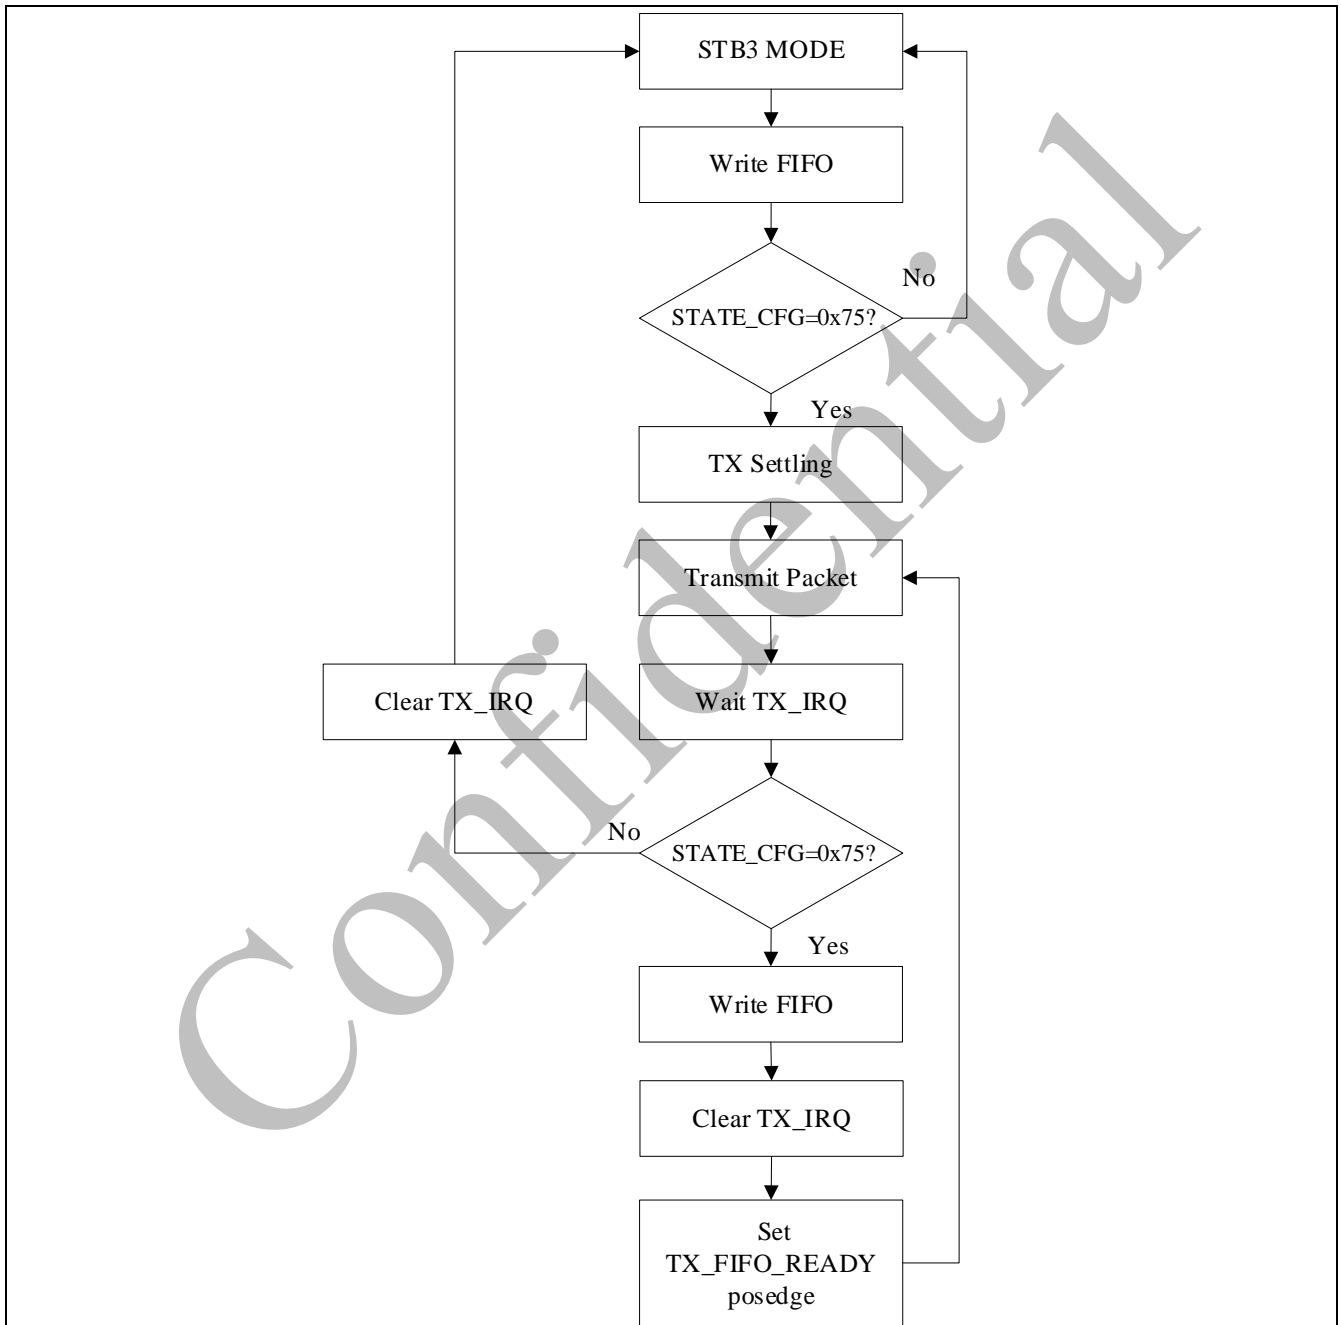 STB3 MODE
Write FIFO
No
STATE_CFG=0x75?
Yes
TX Settling
Transmit Packet
Clear TX_IRQ
Wait TX_IRQ
No
STATE_CFG=0x75?
Yes
Write FIFO
Clear TX_IRQ
Set
TX_FIFO_READY
posedge
Confidential